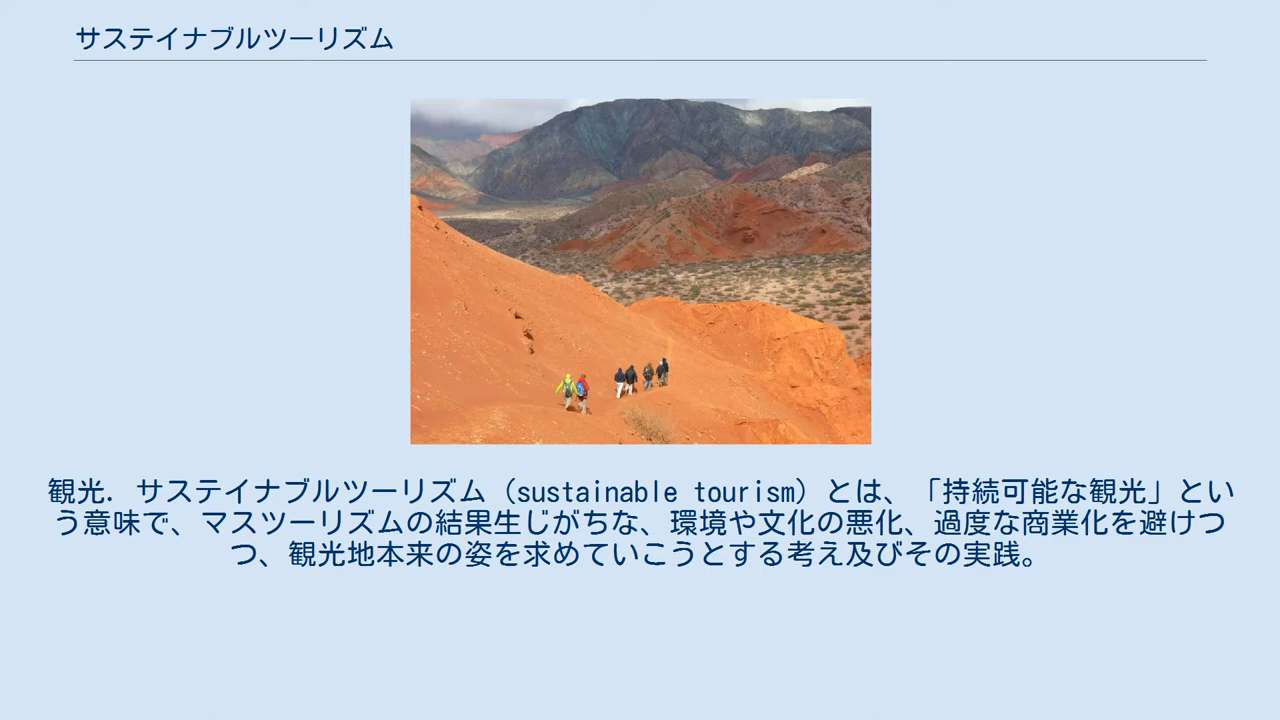 サステイナブルツーリズム
観光. サステイナブルツーリズム（sustainable tourism）とは、「持続可能な観光」とい
う意味で、マスツーリズムの結果生じがちな、環境や文化の悪化、過度な商業化を避けつ
つ、観光地本来の姿を求めていこうとする考え及びその実践。